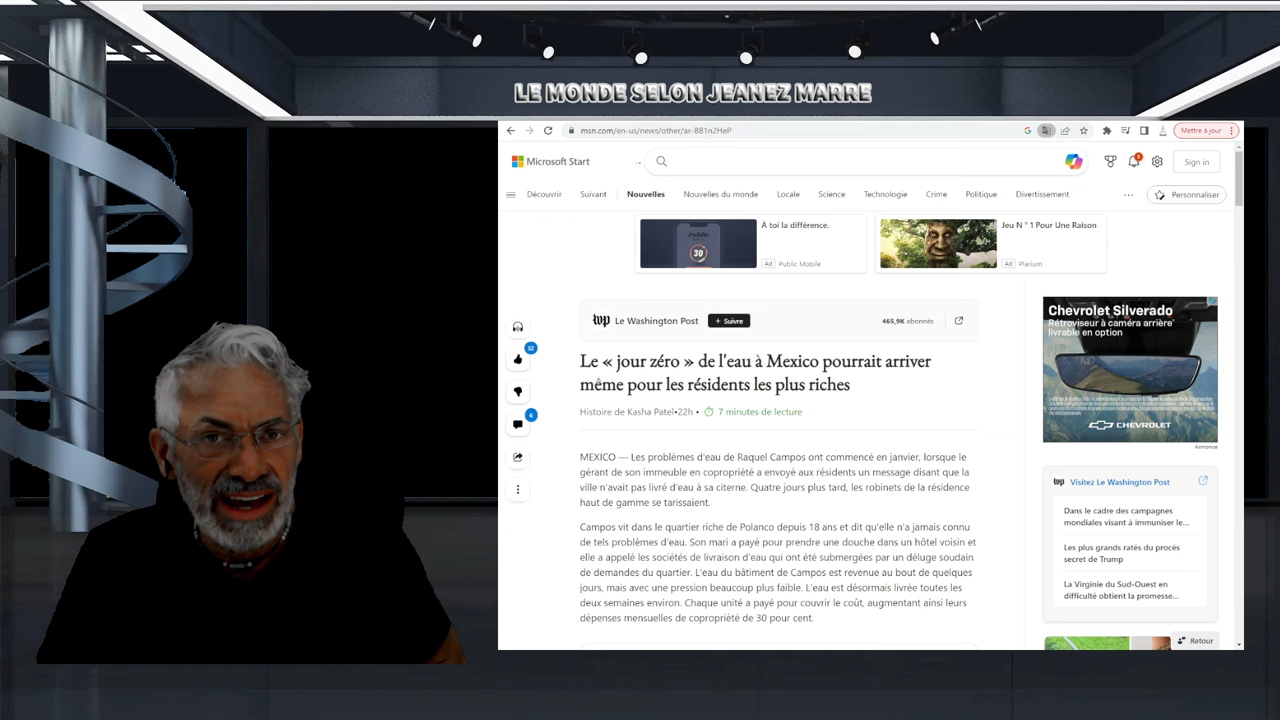 LE MONDE SELON JEANEZ MARRE
msn.com/en-us/news/other/ar-BB1n2HeP
Mettre à jour
Microsoft Start
3
Sign in
Découvrir
Suivant
Nouvelles
Nouvelles du monde
Locale
Science
Technologie
Crime
Politique
Divertissement
Personnaliser
Public
30
À toi la différence.
Ad Public Mobile
Jeu N ° 1 Pour Une Raison
Ad Plarium
wp Le Washington Post
+ Suivre
465,9K abonnés
32
6
Le « jour zéro » de l'eau à Mexico pourrait arriver
même pour les résidents les plus riches
Histoire de Kasha Patel•22h • 7 minutes de lecture
MEXICO — Les problèmes d'eau de Raquel Campos ont commencé en janvier, lorsque le
gérant de son immeuble en copropriété a envoyé aux résidents un message disant que la
ville n'avait pas livré d'eau à sa citerne. Quatre jours plus tard, les robinets de la résidence
haut de gamme se tarissaient.
Campos vit dans le quartier riche de Polanco depuis 18 ans et dit qu'elle n'a jamais connu
de tels problèmes d'eau. Son mari a payé pour prendre une douche dans un hôtel voisin et
elle a appelé les sociétés de livraison d'eau qui ont été submergées par un déluge soudain
de demandes du quartier. L'eau du bâtiment de Campos est revenue au bout de quelques
jours, mais avec une pression beaucoup plus faible. L'eau est désormais livrée toutes les
deux semaines environ. Chaque unité a payé pour couvrir le coût, augmentant ainsi leurs
dépenses mensuelles de copropriété de 30 pour cent.
Chevrolet Silverado
Rétroviseur à caméra arrière
livrable en option
CHEVROLET
Annonce
wp Visitez Le Washington Post
Dans le cadre des campagnes
mondiales visant à immuniser le...
Les plus grands ratés du procès
secret de Trump
La Virginie du Sud-Ouest en
difficulté obtient la promesse...
Retour